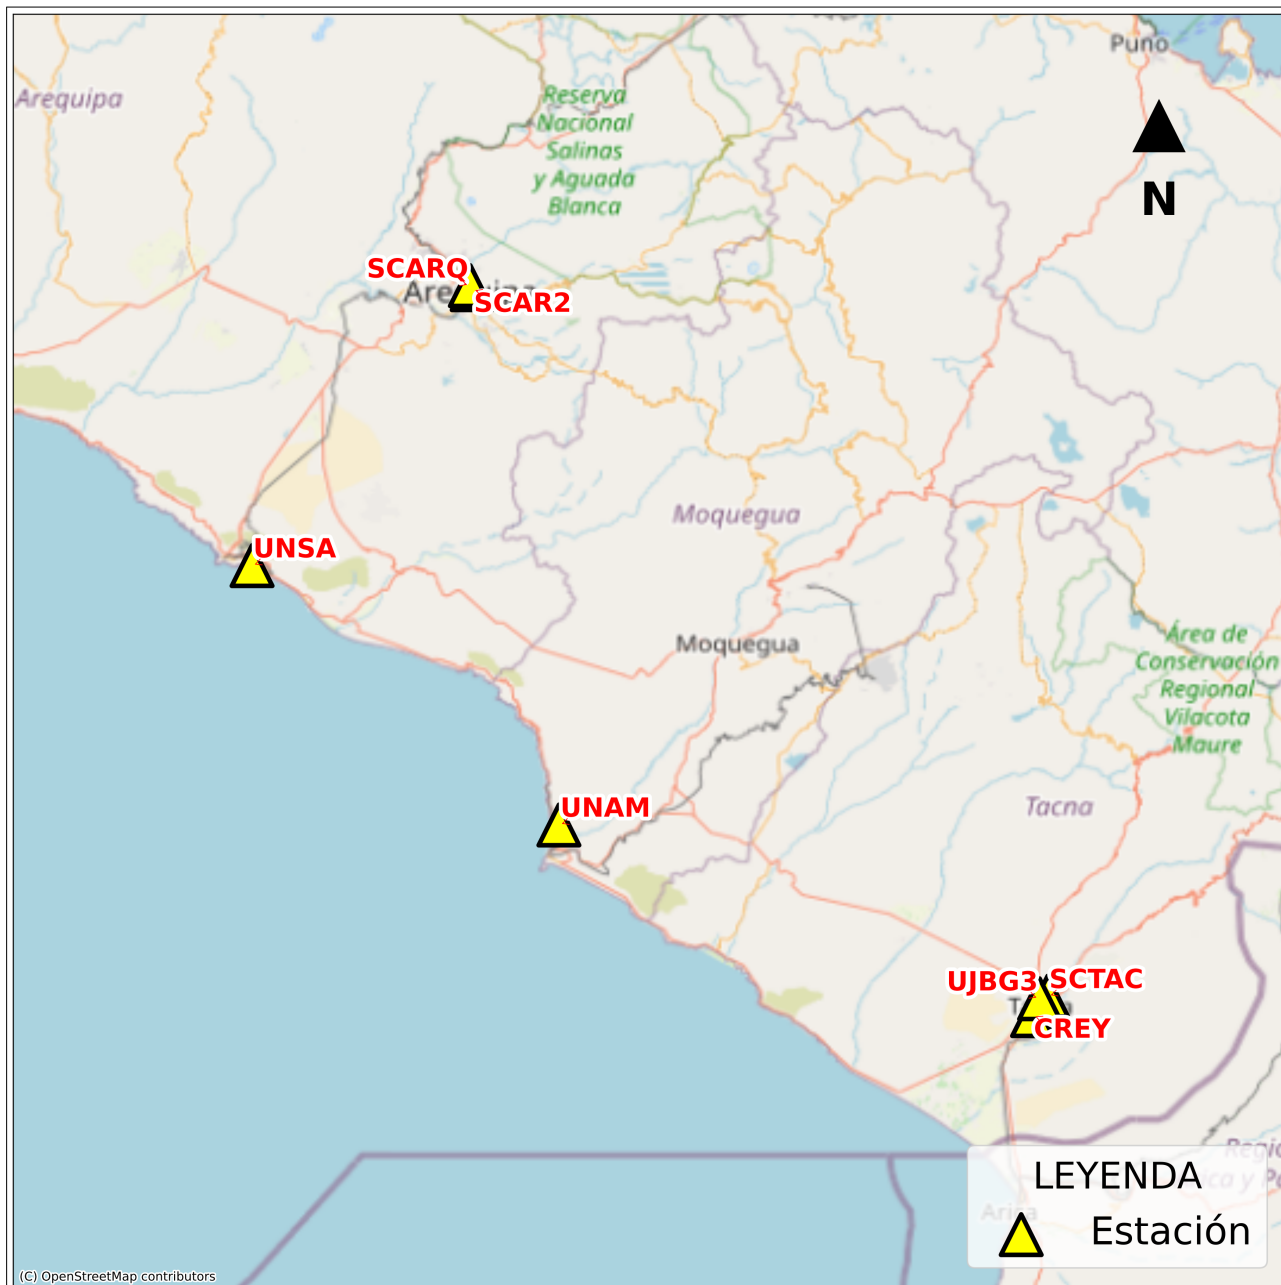 Puno
Arequipa
Reserva
Nacional
Salinas
y Aguada
Blanca
N
SCARQ
SCAR2
Moquegua
UNSA
Área de
Conservación
Regional
Vilacota
Maure
Moquegua
UNAM
Tacna
UJBG3
SCTAC
CREY
LEYENDA
Estación
(C) OpenStreetMap contributors